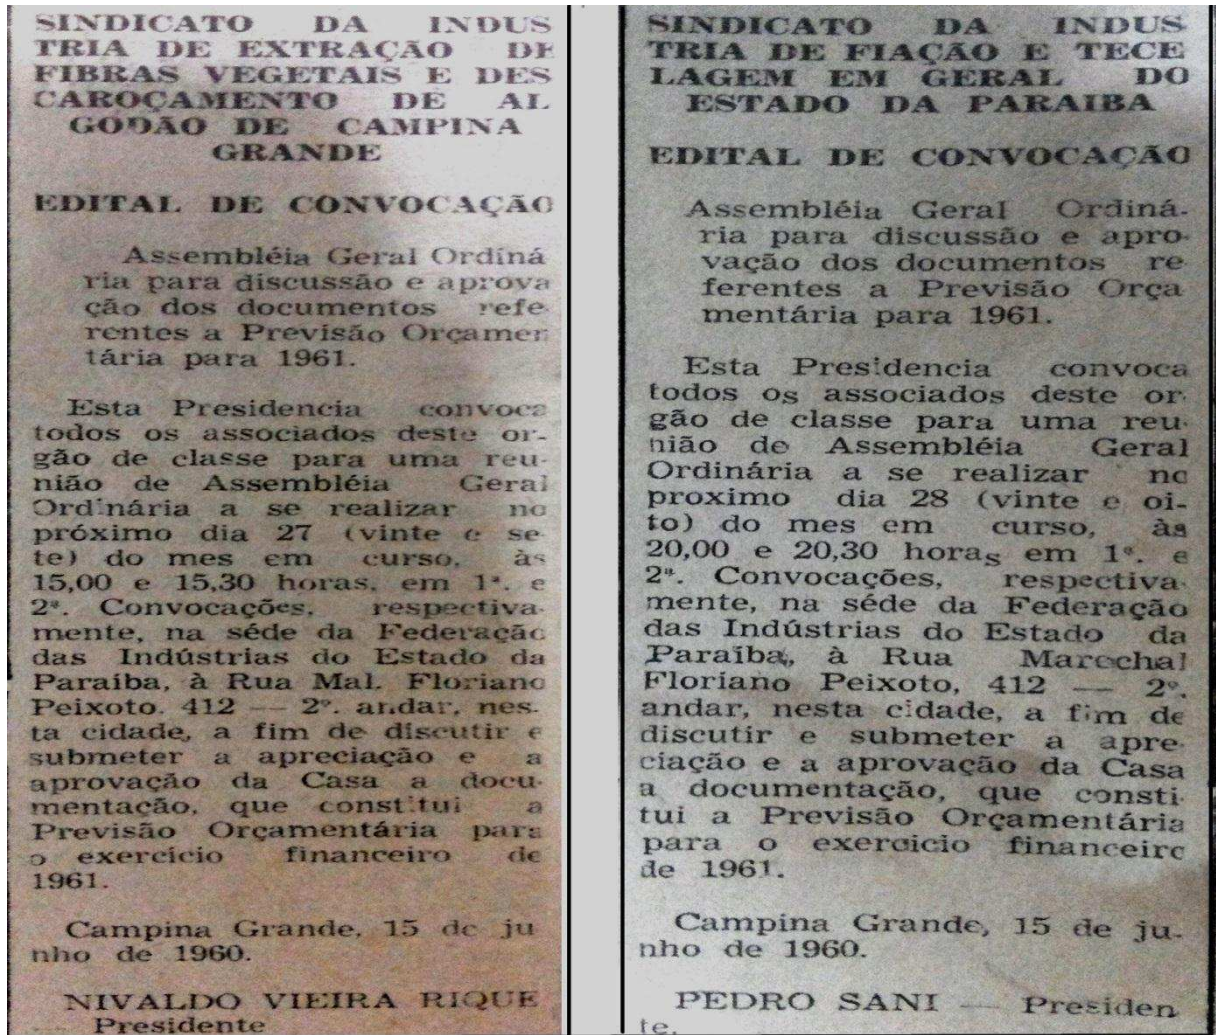 SINDICATO DA INDUS
TRIA DE EXTRAÇÃO DE
FIBRAS VEGETAIS E DES
CAROÇAMENTO DE AL
GODÃO DE CAMPINA
GRANDE
EDITAL DE CONVOCAÇÃO
Assembléia Geral Ordiná
ria para discussão e aprova
ção dos documentos refe-
rentes a Previsão Orçamen
tária para 1961.
Esta Presidencia convoca
todos os associados deste or-
gão de classe para uma reu-
nião de Assembléia Geral
Ordinária a se realizar no
próximo dia 27 (vinte e se-
te) do mes em curso, às
15,00 e 15,30 horas, em 1ª. e
2ª. Convocações, respectiva-
mente, na séde da Federação
das Indústrias do Estado da
Paraíba, à Rua Mal. Floriano
Peixoto. 412 — 2º. andar, nes-
ta cidade, a fim de discutir e
submeter a apreciação e a
aprovação da Casa a docu-
mentação, que constitui a
Previsão Orçamentária para
o exercício financeiro de
1961.
Campina Grande, 15 de ju
nho de 1960.
NIVALDO VIEIRA RIQUE
— Presidente
SINDICATO DA INDUS
TRIA DE FIAÇÃO E TECE
LAGEM EM GERAL DO
ESTADO DA PARAIBA
EDITAL DE CONVOCAÇÃO
Assembléia Geral Ordiná-
ria para discussão e apro-
vação dos documentos re
ferentes a Previsão Orça
mentária para 1961.
Esta Presidencia convoca
todos os associados deste or-
gão de classe para uma reu-
nião de Assembléia Geral
Ordinária a se realizar no
proximo dia 28 (vinte e oi-
to) do mes em curso, às
20,00 e 20,30 horas em 1ª. e
2ª. Convocações, respectiva-
mente, na séde da Federação
das Indústrias do Estado da
Paraíba, à Rua Marechal
Floriano Peixoto, 412 — 2º.
andar, nesta cidade, a fim de
discutir e submeter a apre-
ciação e a aprovação da Casa
a documentação, que consti-
tui a Previsão Orçamentária
para o exercicio financeiro
de 1961.
Campina Grande, 15 de ju-
nho de 1960.
PEDRO SANI — Presiden
te.